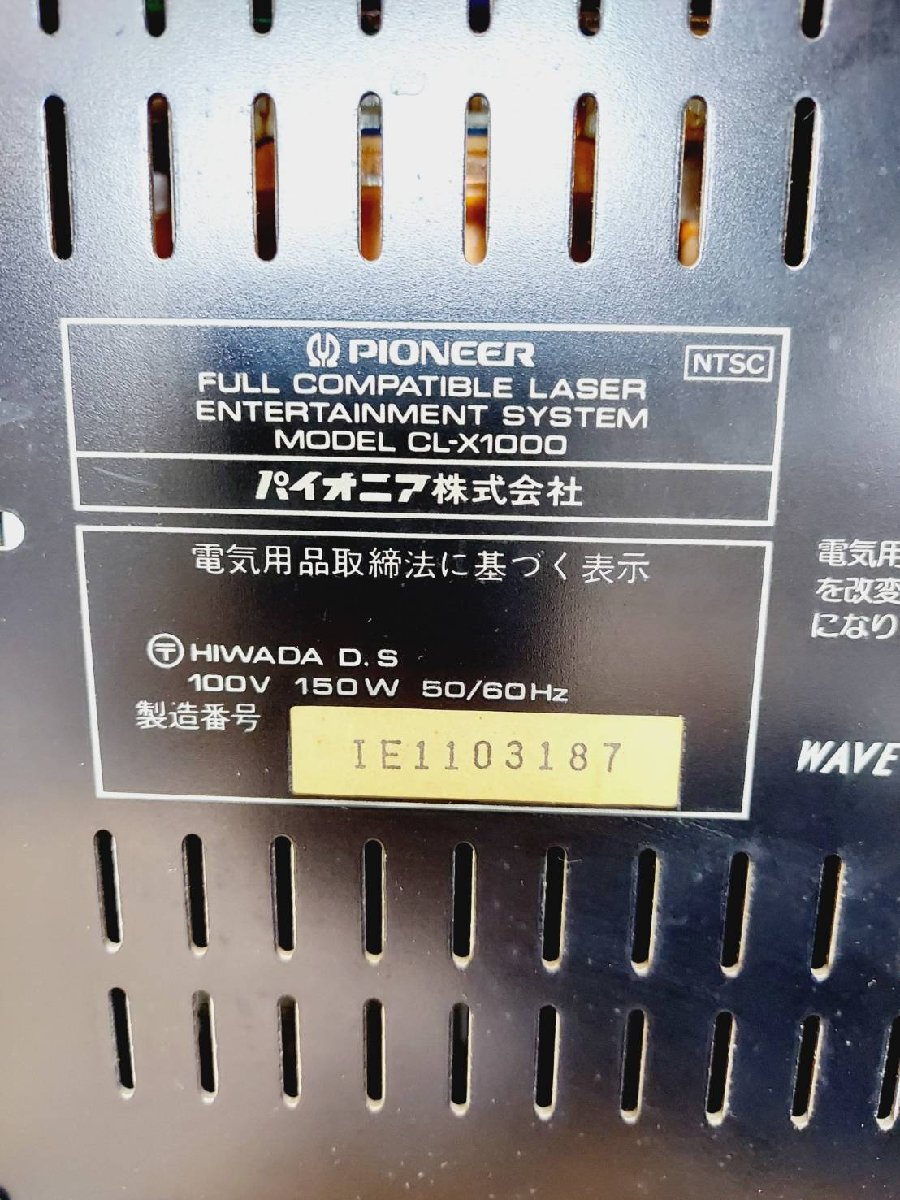 PIONEER
NTSC
FULL COMPATIBLE LASER
ENTERTAINMENT SYSTEM
MODEL CL-X1000
パイオニア株式会社
電気用品取締法に基づく表示
〒 HIWADA D.S
100V 150W 50/60Hz
製造番号
IE1103187
電気用
を改変
になり
WAVE